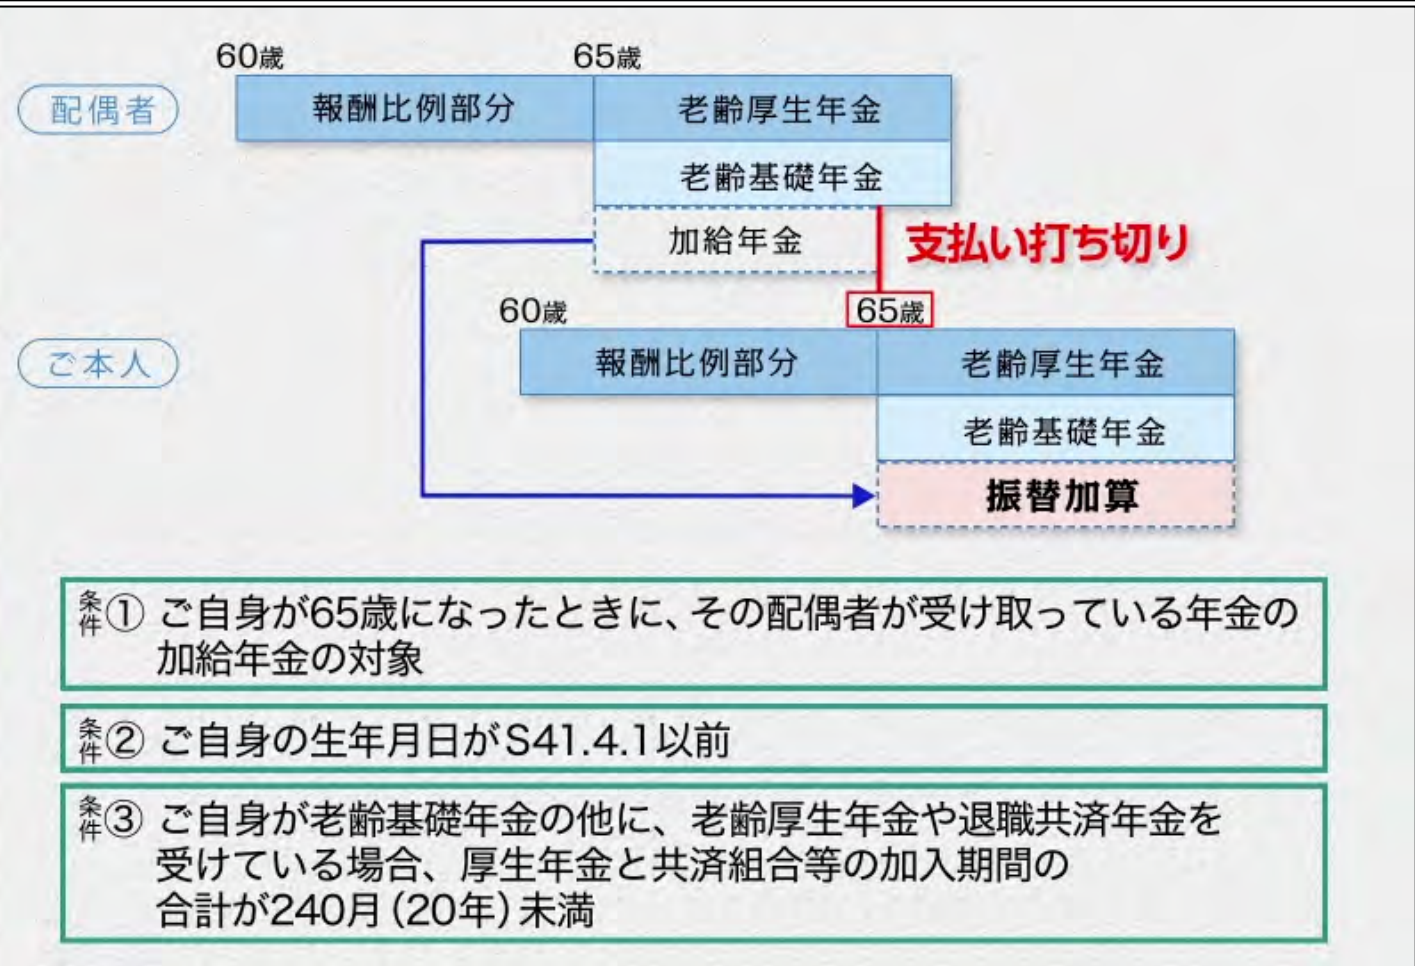 60歳 65歳
配偶者 報酬比例部分 老齢厚生年金
老齢基礎年金
加給年金 支払い打ち切り
60歳 65歳
ご本人 報酬比例部分 老齢厚生年金
老齢基礎年金
振替加算
条件① ご自身が65歳になったときに、その配偶者が受け取っている年金の
加給年金の対象
条件② ご自身の生年月日がS41.4.1以前
条件③ ご自身が老齢基礎年金の他に、老齢厚生年金や退職共済年金を
受けている場合、厚生年金と共済組合等の加入期間の
合計が240月(20年)未満